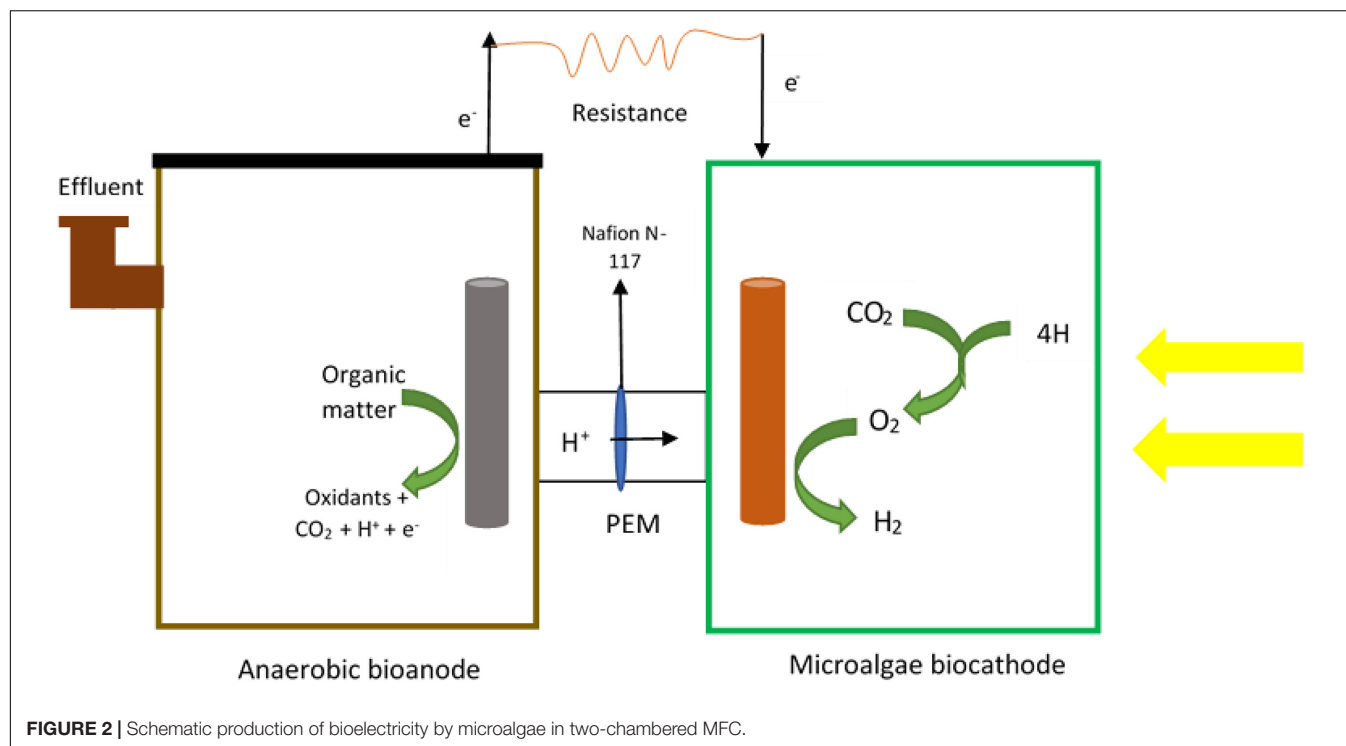 e-
Resistance
e-
Effluent
Nafion N-
117
CO₂
4H
Organic
matter
O₂
H⁺
Oxidants +
CO₂ + H⁺ + e-
PEM
H₂
Anaerobic bioanode
Microalgae biocathode
FIGURE 2 | Schematic production of bioelectricity by microalgae in two-chambered MFC.